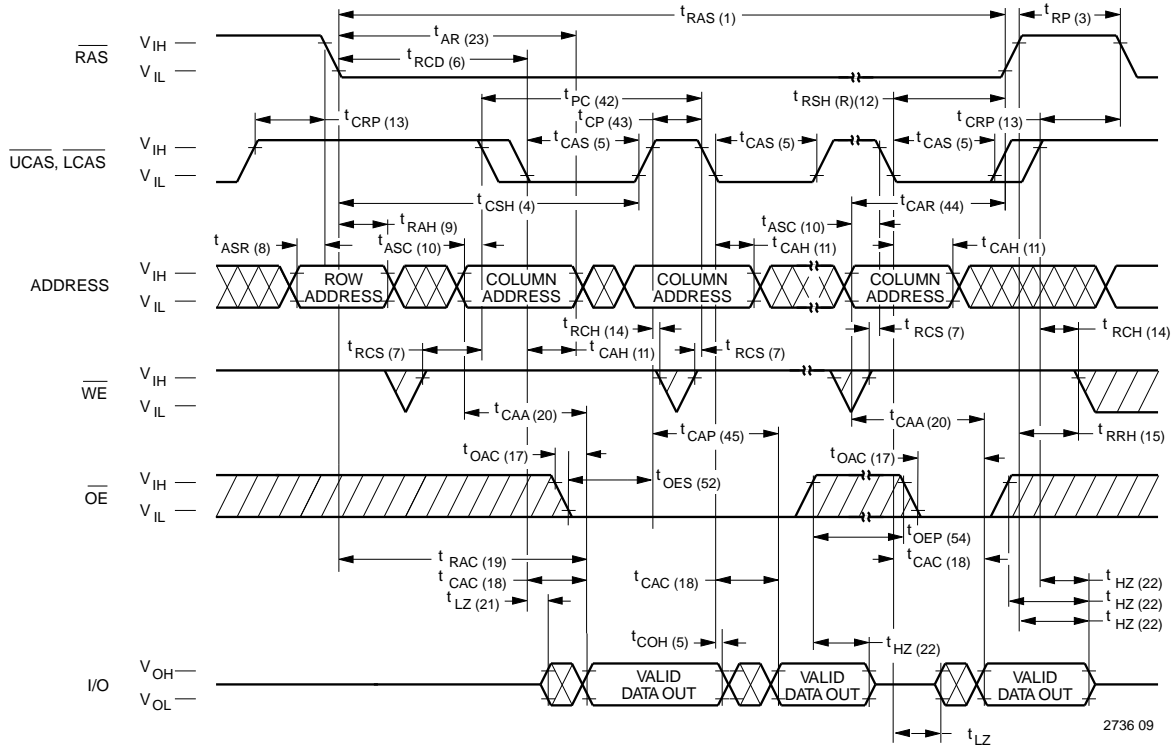 t RAS (1)
t RP (3)
t AR (23)
RAS
V IH
V IL
t RCD (6)
t PC (42)
t RSH (R)(12)
t CRP (13)
t CP (43)
t CRP (13)
UCAS, LCAS
V IH
V IL
t CAS (5)
t CAS (5)
t CAS (5)
t CSH (4)
t CAR (44)
t RAH (9)
t ASC (10)
t ASR (8)
t ASC (10)
t CAH (11)
t CAH (11)
ADDRESS
V IH
V IL
ROW ADDRESS
COLUMN ADDRESS
COLUMN ADDRESS
COLUMN ADDRESS
t RCH (14)
t RCS (7)
t RCH (14)
t RCS (7)
t CAH (11)
t RCS (7)
WE
V IH
V IL
t CAA (20)
t CAA (20)
t CAP (45)
t RRH (15)
t OAC (17)
t OAC (17)
t OES (52)
OE
V IH
V IL
t OEP (54)
t RAC (19)
t CAC (18)
t CAC (18)
t CAC (18)
t HZ (22)
t LZ (21)
t HZ (22)
t HZ (22)
t COH (5)
t HZ (22)
I/O
V OH
V OL
VALID DATA OUT
VALID DATA OUT
VALID DATA OUT
t LZ
2736 09